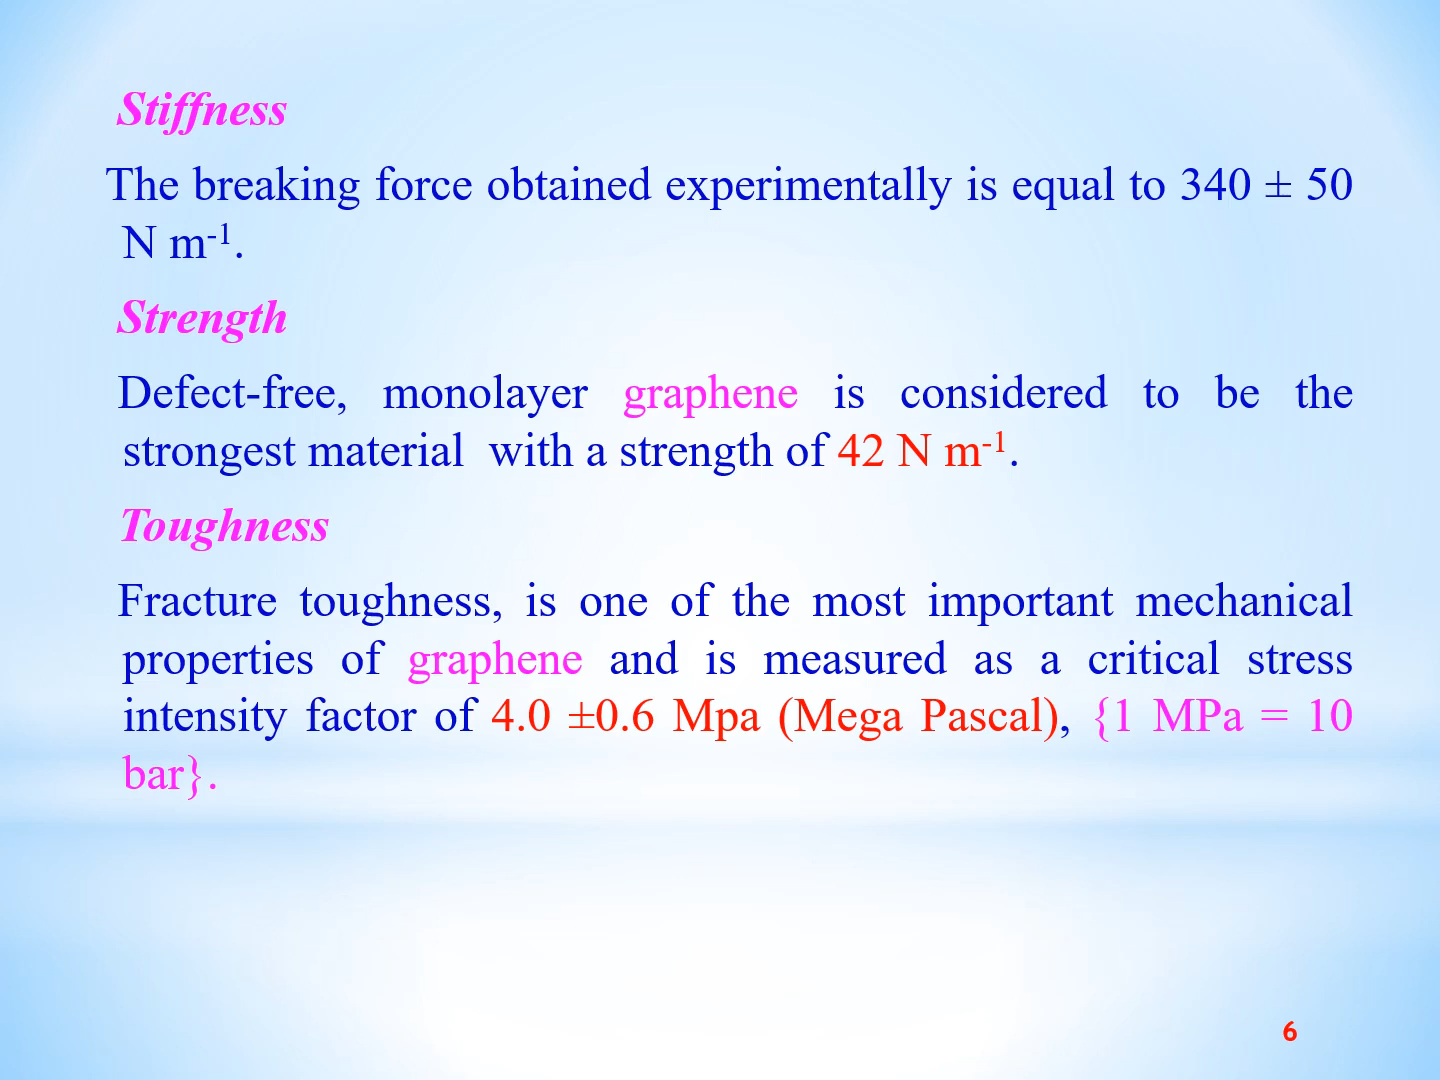 Stiffness
The breaking force obtained experimentally is equal to 340 ± 50
N m-1.
Strength
Defect-free, monolayer graphene is considered to be the
strongest material with a strength of 42 N m-1.
Toughness
Fracture toughness, is one of the most important mechanical
properties of graphene and is measured as a critical stress
intensity factor of 4.0 ±0.6 Mpa (Mega Pascal), {1 MPa = 10
bar}.
6